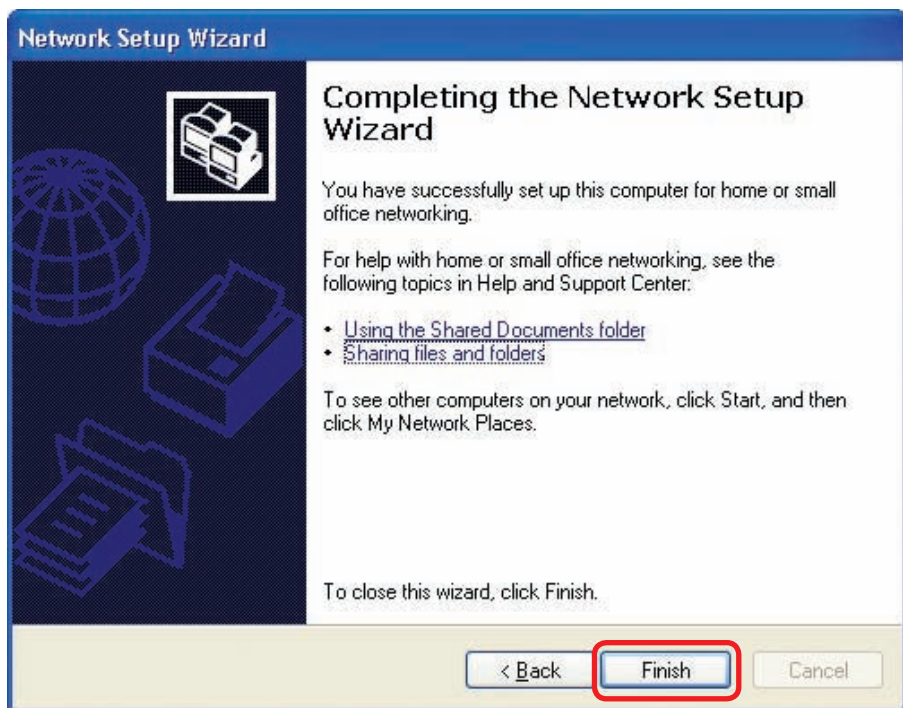 Network Setup Wizard
Completing the Network Setup
Wizard
You have successfully set up this computer for home or small
office networking.
For help with home or small office networking, see the
following topics in Help and Support Center:
• Using the Shared Documents folder
• Sharing files and folders
To see other computers on your network, click Start, and then
click My Network Places.
To close this wizard, click Finish.
< Back Finish Cancel